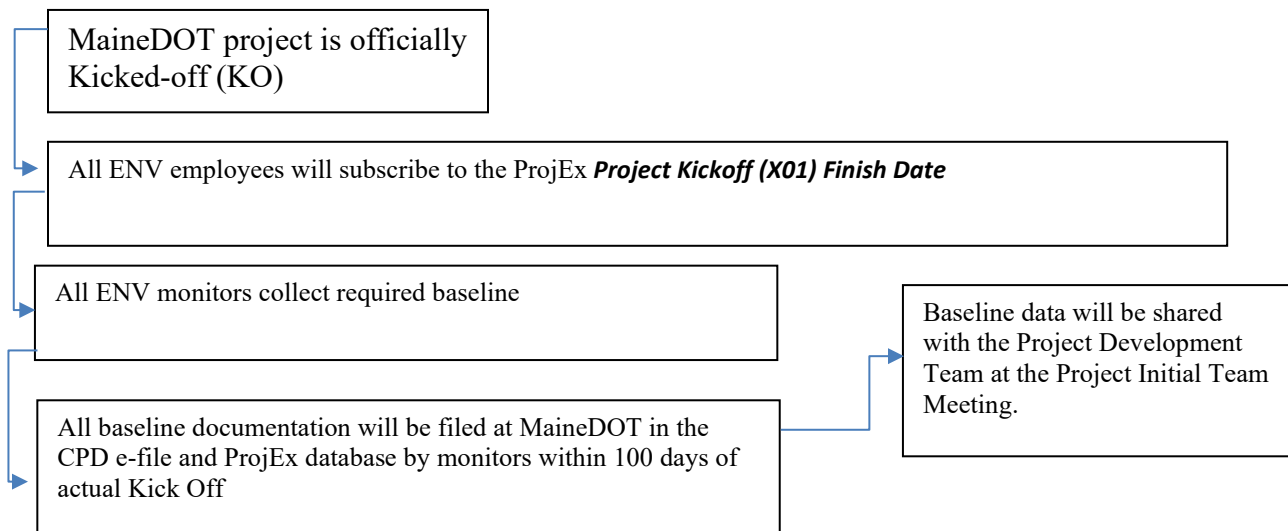 MaineDOT project is officially
Kicked-off (KO)
All ENV employees will subscribe to the ProjEx Project Kickoff (X01) Finish Date
All ENV monitors collect required baseline
Baseline data will be shared
with the Project Development
Team at the Project Initial Team
Meeting.
All baseline documentation will be filed at MaineDOT in the
CPD e-file and ProjEx database by monitors within 100 days of
actual Kick Off